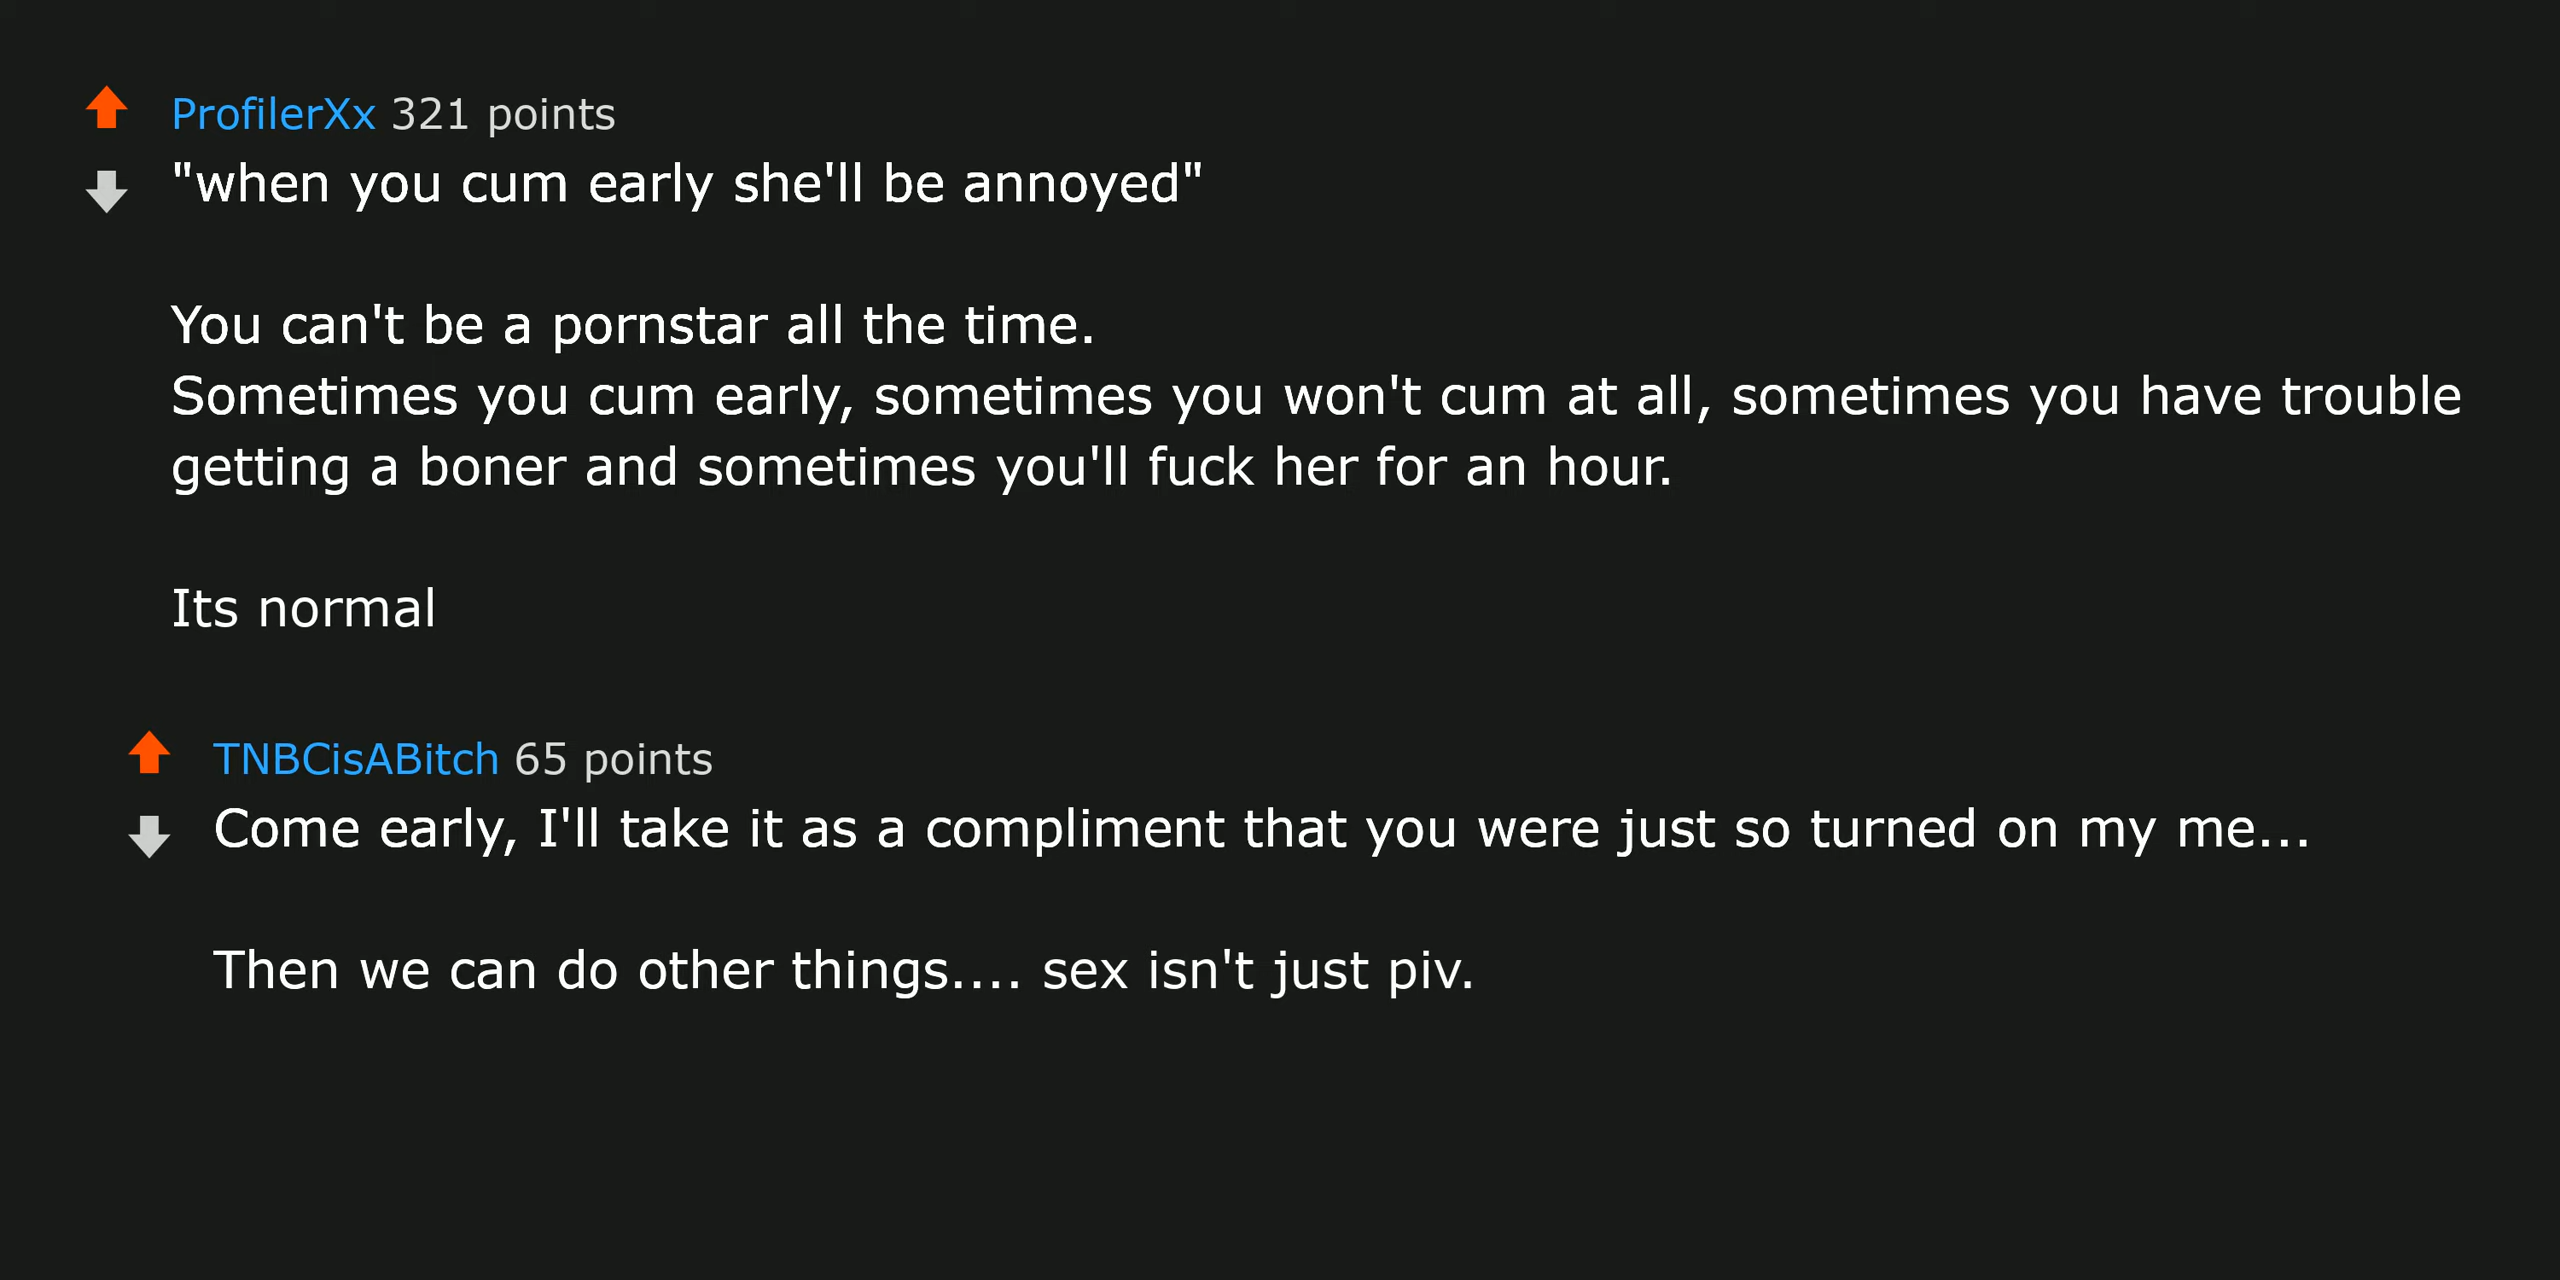 ProfilerXx 321 points
"when you cum early she'll be annoyed"
You can't be a pornstar all the time.
Sometimes you cum early, sometimes you won't cum at all, sometimes you have trouble
getting a boner and sometimes you'll fuck her for an hour.
Its normal
TNBCisABitch 65 points
Come early, I'll take it as a compliment that you were just so turned on my me...
Then we can do other things.... sex isn't just piv.